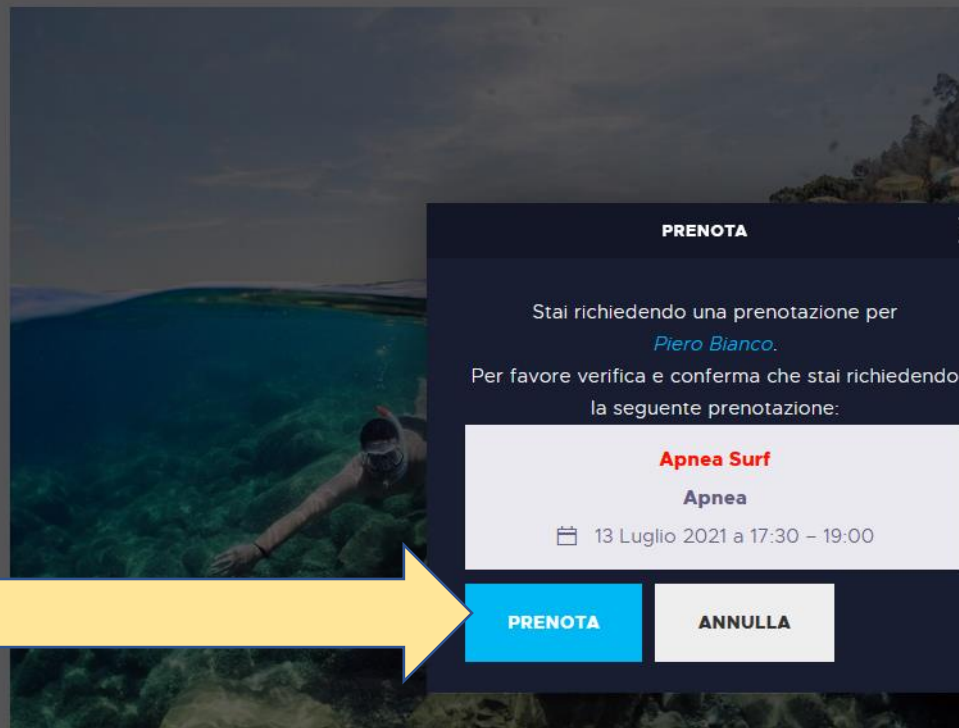 PRENOTA
Stai richiedendo una prenotazione per
Piero Bianco.
Per favore verifica e conferma che stai richiedendo
la seguente prenotazione:
Apnea Surf
Apnea
13 Luglio 2021 a 17:30 – 19:00
PRENOTA
ANNULLA